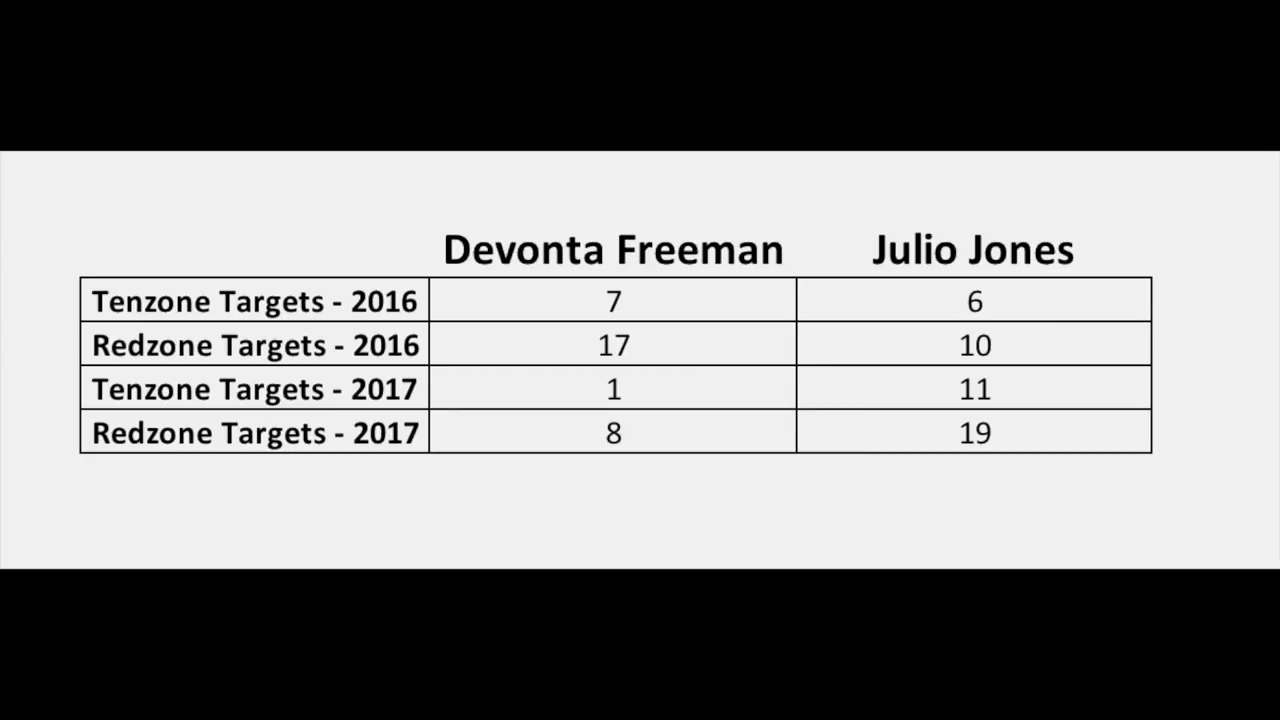 Devonta Freeman Julio Jones
Tenzone Targets - 2016 7 6
Redzone Targets - 2016 17 10
Tenzone Targets - 2017 1 11
Redzone Targets - 2017 8 19